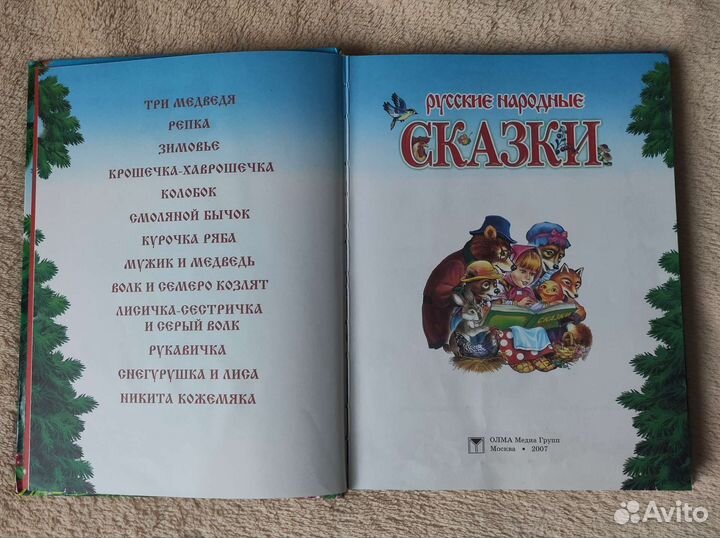 ТРИ МЕДВЕДЯ
РЕПКА
ЗИМОВЬЕ
КРОШЕЧКА-ХАВРОШЕЧКА
КОЛОБОК
СМОЛЯНОЙ БЫЧОК
КУРОЧКА РЯБА
МУЖИК И МЕДВЕДЬ
ВОЛК И СЕМЕРО КОЗЛЯТ
ЛИСИЧКА-СЕСТРИЧКА
И СЕРЫЙ ВОЛК
РУКАВИЧКА
СНЕГУРУШКА И ЛИСА
НИКИТА КОЖЕМЯКА
РУССКИЕ НАРОДНЫЕ
СКАЗКИ
СКАЗКИ
ОЛМА Медиа Групп
Москва • 2007
Avito